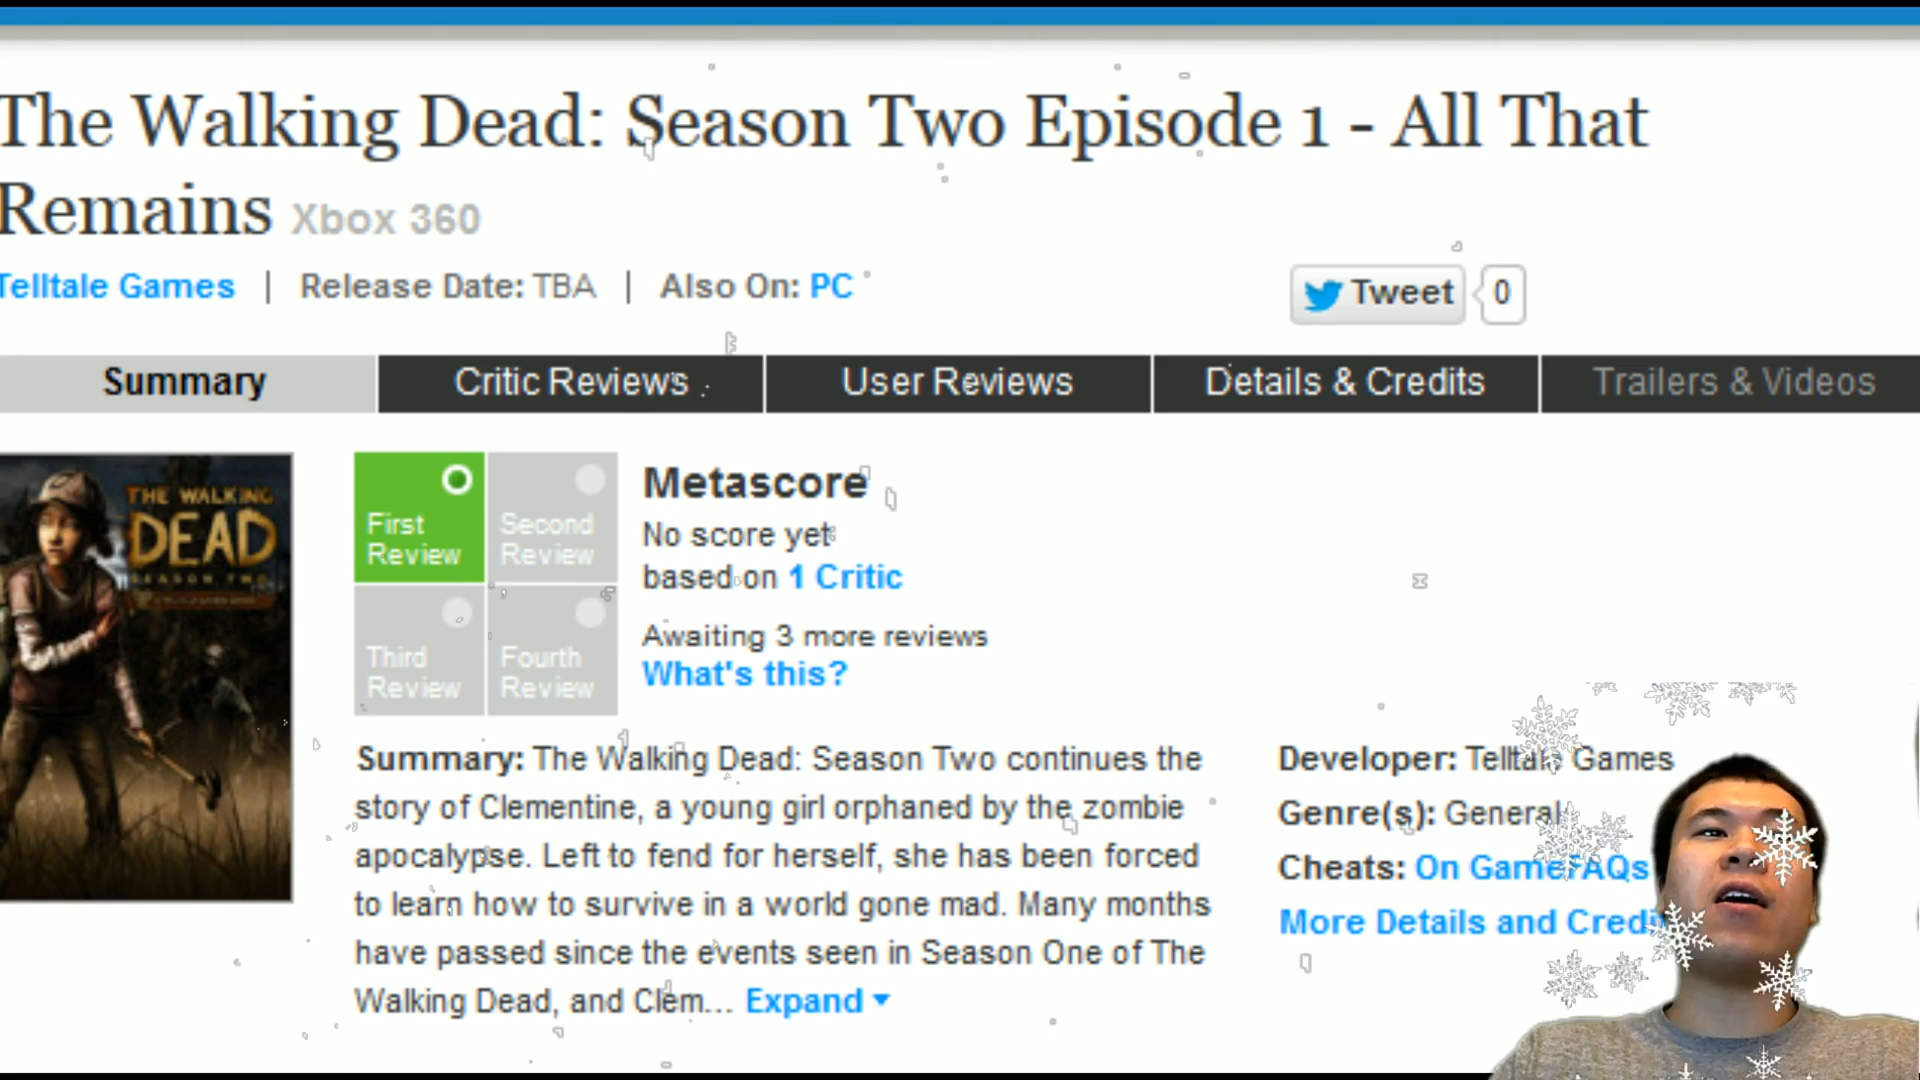 The Walking Dead: Season Two Episode 1 - All That
Remains Xbox 360
Telltale Games | Release Date: TBA | Also On: PC
Tweet 0
Summary Critic Reviews User Reviews Details & Credits Trailers & Videos
THE WALKING
DEAD
SEASON TWO
First Review
Second Review
Third Review
Fourth Review
Metascore
No score yet
based on 1 Critic
Awaiting 3 more reviews
What's this?
Summary: The Walking Dead: Season Two continues the
story of Clementine, a young girl orphaned by the zombie
apocalypse. Left to fend for herself, she has been forced
to learn how to survive in a world gone mad. Many months
have passed since the events seen in Season One of The
Walking Dead, and Clem... Expand
Developer: Telltale Games
Genre(s): General
Cheats: On GameFAQs
More Details and Credi